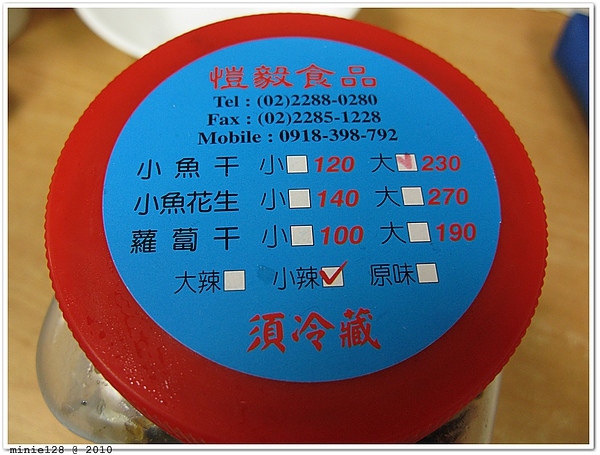 愷毅食品
Tel : (02)2288-0280
Fax : (02)2285-1228
Mobile : 0918-398-792
小魚干 小□120 大☑230
小魚花生 小□140 大□270
蘿蔔干 小□100 大□190
大辣□ 小辣☑ 原味□
須冷藏
minie128 @ 2010